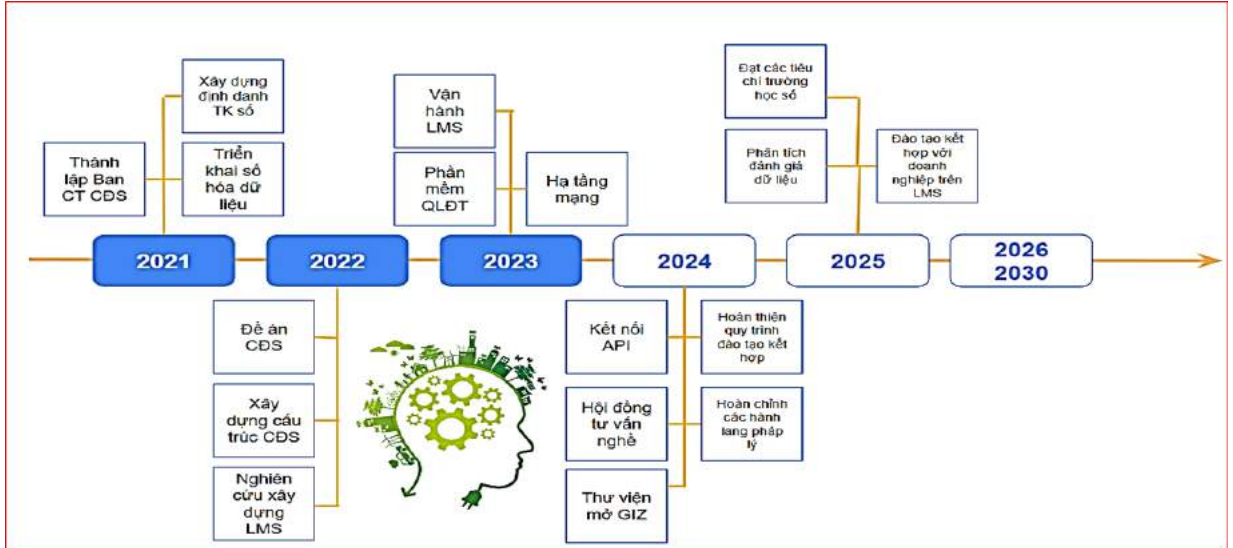 Xây dựng
định danh
TK số
Thành
lập Ban
CT CĐS
Triển
khai số
hóa dữ
liệu
Vận
hành
LMS
Phần
mềm
QLĐT
Hạ tầng
mạng
Đạt các tiêu
chí trường
học số
Phân tích
đánh giá
dữ liệu
Đào tạo kết
hợp với
doanh
nghiệp trên
LMS
2021
2022
2023
2024
2025
2026
2030
Đề án
CĐS
Xây
dựng cấu
trúc CĐS
Nghiên
cứu xây
dựng
LMS
Kết nối
API
Hoàn thiện
quy trình
đào tạo kết
hợp
Hội đồng
tư vấn
nghề
Hoàn chỉnh
các hành
lang pháp
lý
Thư viện
mở GIZ